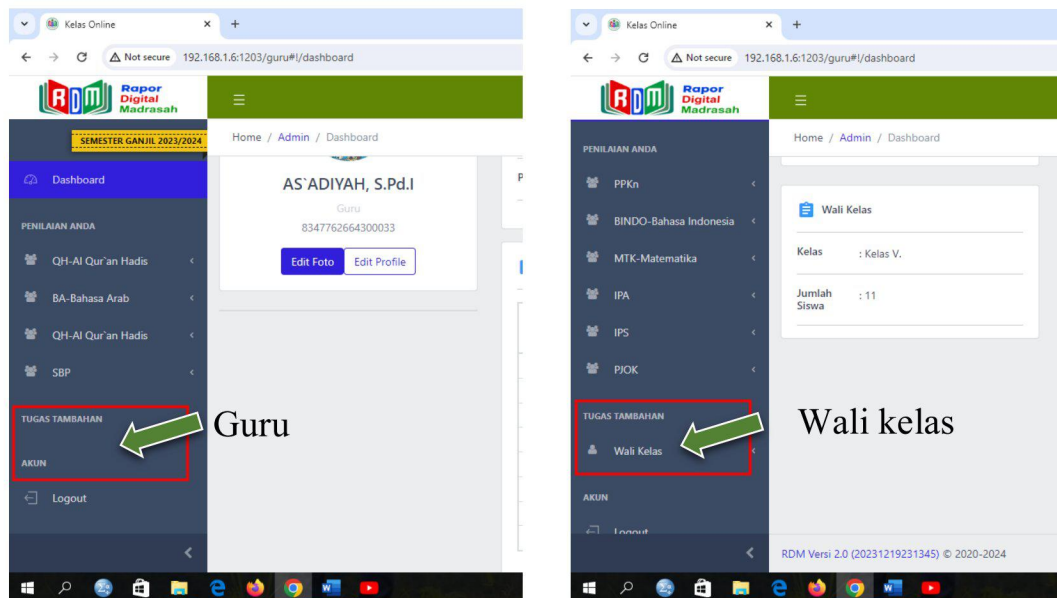 Kelas Online
Not secure 192.168.1.6:1203/guru#!/dashboard
RDM Rapor Digital Madrasah
SEMESTER GANJIL 2023/2024
Home / Admin / Dashboard
Dashboard
AS`ADIYAH, S.Pd.I
Guru
8347762664300033
Edit Foto Edit Profile
P
PENILAIAN ANDA
QH-Al Qur`an Hadis
BA-Bahasa Arab
QH-Al Qur`an Hadis
SBP
TUGAS TAMBAHAN
Guru
AKUN
Logout
Kelas Online
Not secure 192.168.1.6:1203/guru#!/dashboard
RDM Rapor Digital Madrasah
Home / Admin / Dashboard
PENILAIAN ANDA
PPKn
BINDO-Bahasa Indonesia
MTK-Matematika
IPA
IPS
PJOK
Wali Kelas
Kelas : Kelas V.
Jumlah Siswa : 11
TUGAS TAMBAHAN
Wali kelas
Wali Kelas
AKUN
Logout
RDM Versi 2.0 (20231219231345) © 2020-2024